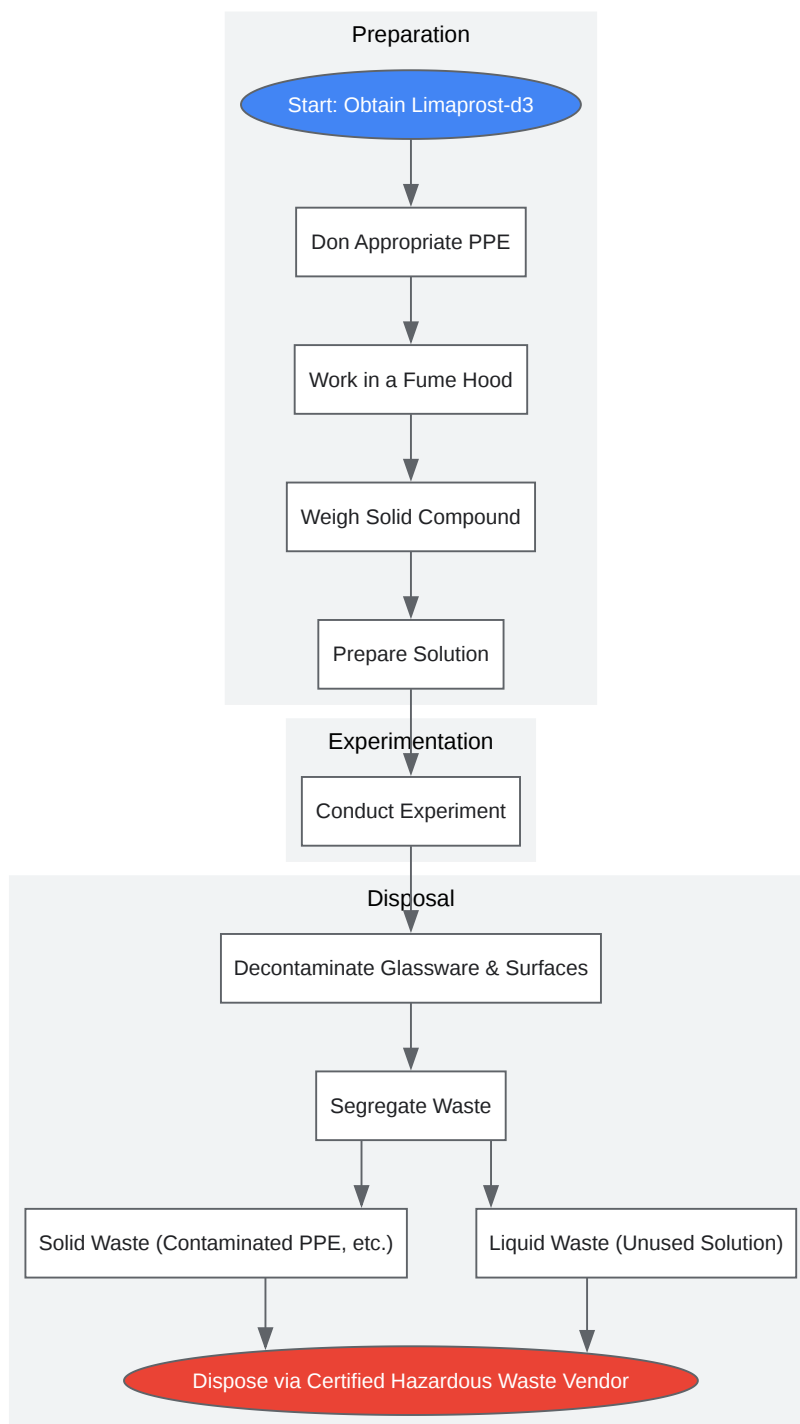 Preparation
Start: Obtain Limaprost-d3
Don Appropriate PPE
Work in a Fume Hood
Weigh Solid Compound
Prepare Solution
Experimentation
Conduct Experiment
Disposal
Decontaminate Glassware & Surfaces
Segregate Waste
Solid Waste (Contaminated PPE, etc.)
Liquid Waste (Unused Solution)
Dispose via Certified Hazardous Waste Vendor